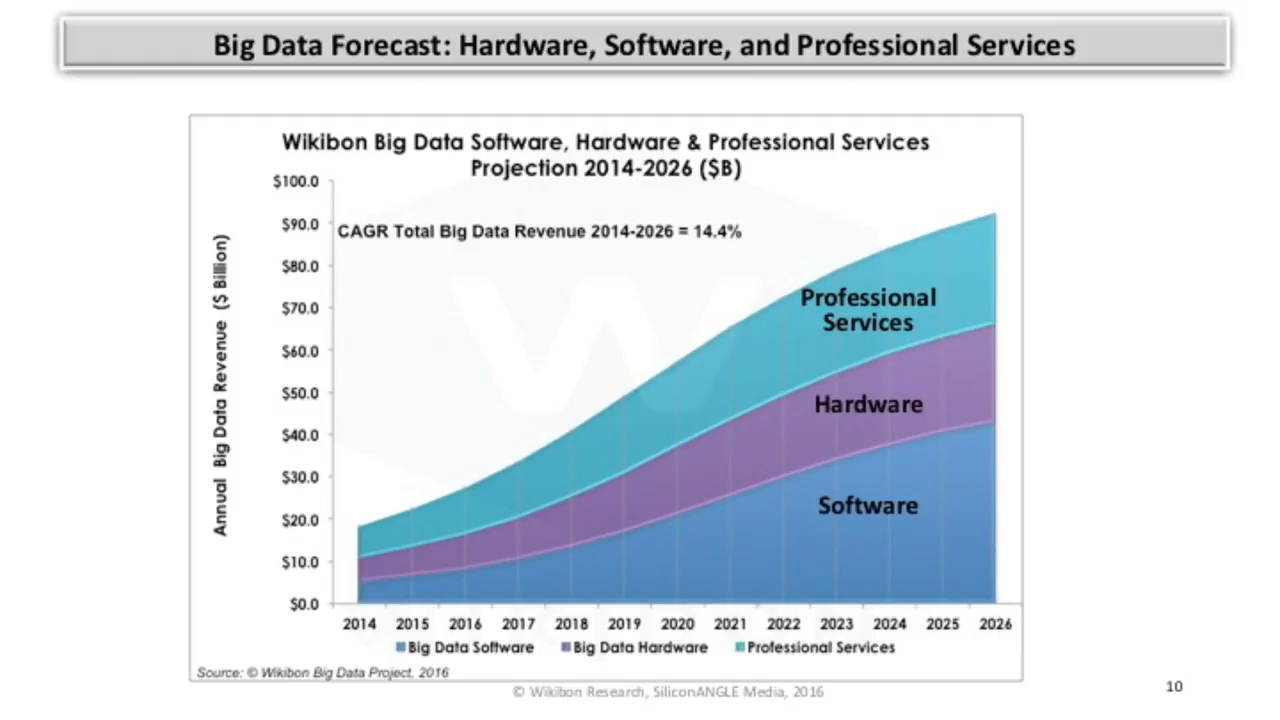 Big Data Forecast: Hardware, Software, and Professional Services
Wikibon Big Data Software, Hardware & Professional Services
Projection 2014-2026 ($B)
CAGR Total Big Data Revenue 2014-2026 = 14.4%
Annual Big Data Revenue ($ Billion)
$100.0
$90.0
$80.0
$70.0
$60.0
$50.0
$40.0
$30.0
$20.0
$10.0
$0.0
Professional
Services
Hardware
Software
2014 2015 2016 2017 2018 2019 2020 2021 2022 2023 2024 2025 2026
Big Data Software Big Data Hardware Professional Services
Source: © Wikibon Big Data Project, 2016
© Wikibon Research, SiliconANGLE Media, 2016
10